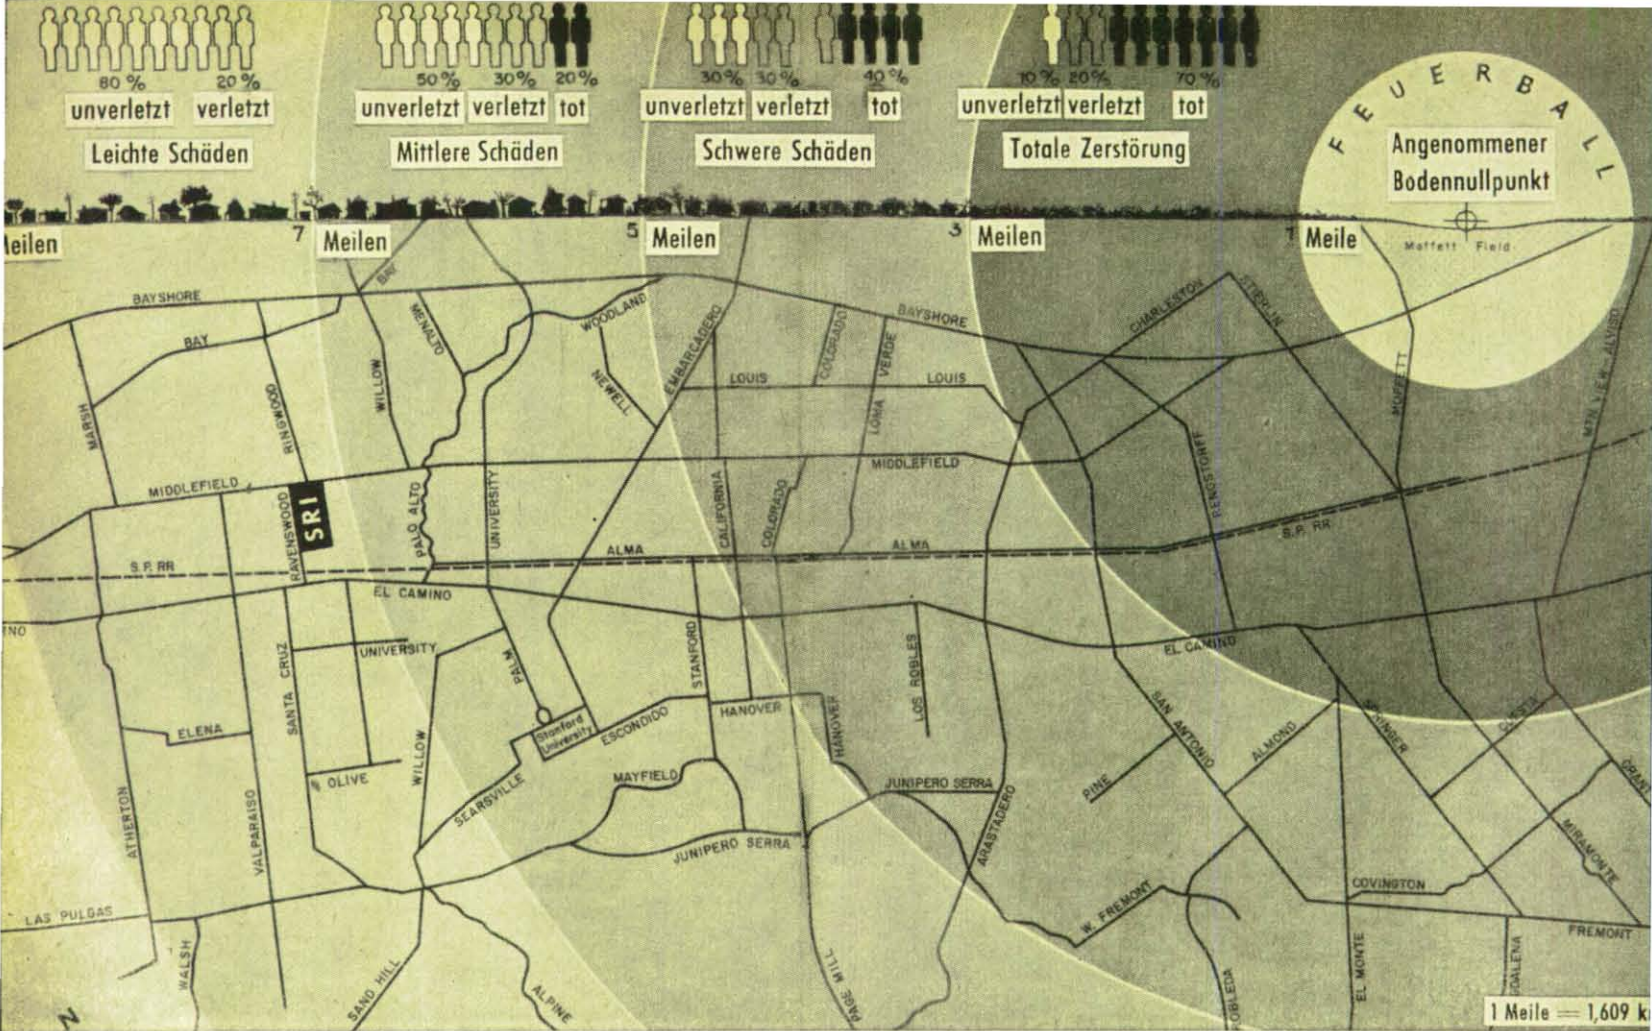 80 % 20 %
unverletzt verletzt
Leichte Schäden
50 % 30 % 20 %
unverletzt verletzt tot
Mittlere Schäden
30 % 30 % 40 %
unverletzt verletzt tot
Schwere Schäden
10 % 20 % 70 %
unverletzt verletzt tot
Totale Zerstörung
FEUERBALL
Angenommener
Bodennullpunkt
Moffett Field
Meilen
7 Meilen
5 Meilen
3 Meilen
1 Meile
BAYSHORE
BAY
BAY
MENALTO
WOODLAND
EMBARCADERO
COLORADO
BAYSHORE
CHARLESTON
STIERLIN
MARSH
RINGWOOD
WILLOW
NEWELL
LOUIS
VERDE
LOMA
LOUIS
MOFFETT
MTN VIEW-ALVISO
MIDDLEFIELD
RAVENSWOOD
SRI
PALO ALTO
UNIVERSITY
CALIFORNIA
COLORADO
MIDDLEFIELD
RENGSTORFF
S.P. RR
ALMA
ALMA
S.P. RR
INO
EL CAMINO
EL CAMINO
SANTA CRUZ
UNIVERSITY
PALM
STANFORD
LOS ROBLES
ELENA
Stanford
University
ESCONDIDO
HANOVER
HANOVER
SAN ANTONIO
ALMOND
SPRINGER
CUESTA
GRANT
OLIVE
WILLOW
SEARSVILLE
MAYFIELD
JUNIPERO SERRA
PINE
ATHERTON
VALPARAISO
JUNIPERO SERRA
ARASTADERO
MIRAMONTE
LAS PULGAS
W. FREMONT
COVINGTON
FREMONT
WALSH
SAND HILL
ALPINE
PAGE MILL
ROBLEDA
EL MONTE
DALENA
N
1 Meile = 1,609 k